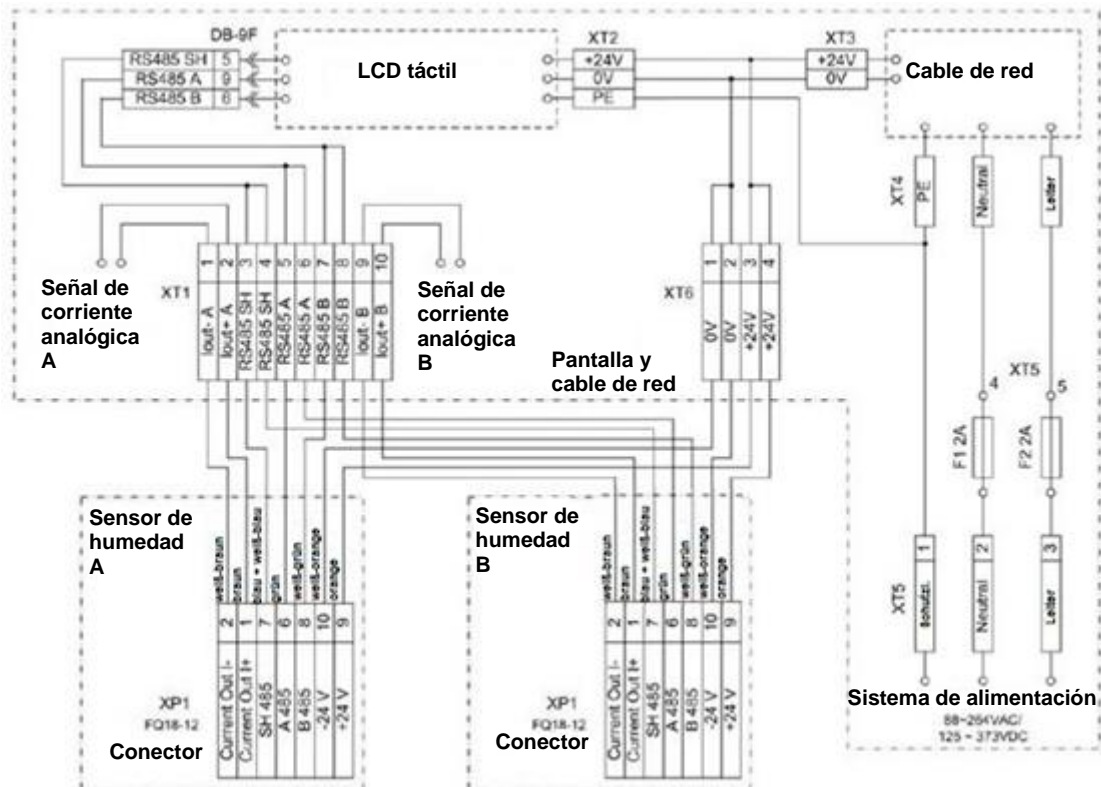 DB-9F
RS485 SH 5
RS485 A 9
RS485 B 6
LCD táctil
XT2
+24V
0V
PE
XT3
+24V
0V
Cable de red
XT4
PE
Neutral
Leiter
Señal de
corriente
analógica
A
XT1
1 2 3 4 5 6 7 8 9 10
Iout- A
Iout+ A
RS485 SH
RS485 SH
RS485 A
RS485 A
RS485 B
RS485 B
Iout- B
Iout+ B
Señal de
corriente
analógica
B
XT6
1 2 3 4
0V
0V
+24V
+24V
Pantalla y
cable de red
XT5
4
5
F1 2A
F2 2A
Sensor de
humedad
A
weiß-braun
braun
blau + weiß-blau
grün
weiß-grün
weiß-orange
orange
2 1 7 6 8 10 9
Current Out I-
Current Out I+
SH 485
A 485
B 485
-24 V
+24 V
XP1
FQ18-12
Conector
Sensor de
humedad
B
weiß-braun
braun
blau + weiß-blau
grün
weiß-grün
weiß-orange
orange
2 1 7 6 8 10 9
Current Out I-
Current Out I+
SH 485
A 485
B 485
-24 V
+24 V
XP1
FQ18-12
Conector
XT5
1 2 3
Schutzl.
Neutral
Leiter
Sistema de alimentación
88~264VAC/
125 ~ 373VDC